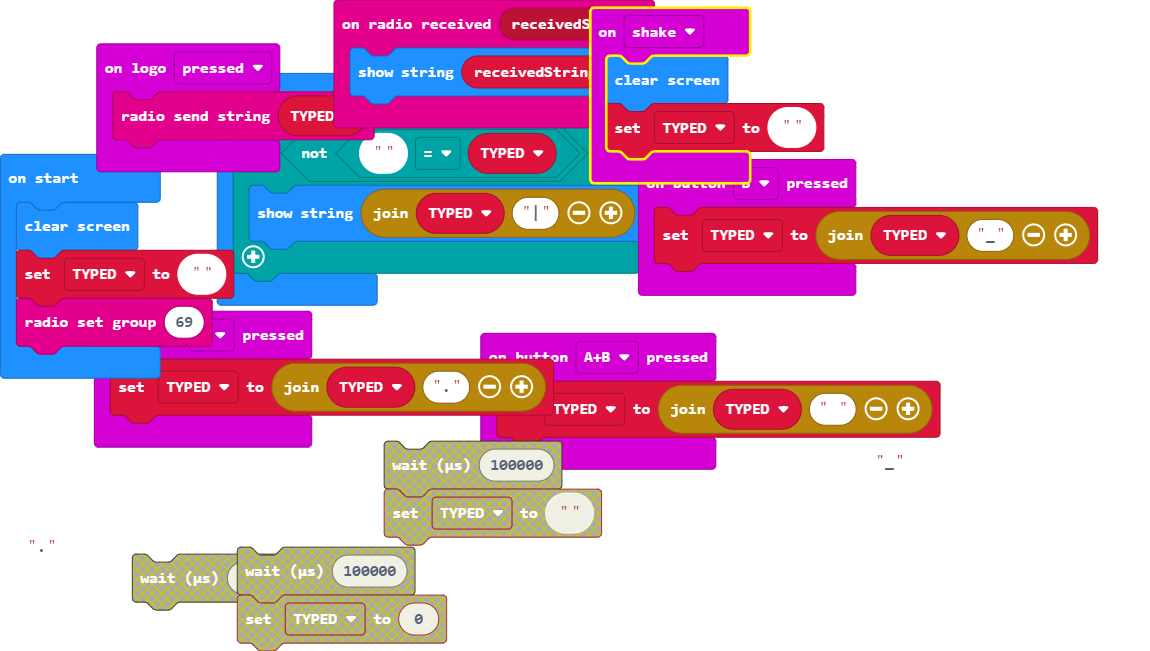 on radio received receivedS
on shake
on logo pressed
show string receivedString
clear screen
radio send string TYPED
set TYPED to " "
not " " = TYPED
on start
on button B pressed
show string join TYPED "|"
clear screen
set TYPED to join TYPED "_"
set TYPED to " "
radio set group 69
pressed
on button A+B pressed
set TYPED to join TYPED "."
TYPED to join TYPED " "
wait (µs) 100000
"_"
set TYPED to " "
"."
wait (µs)
wait (µs) 100000
set TYPED to 0